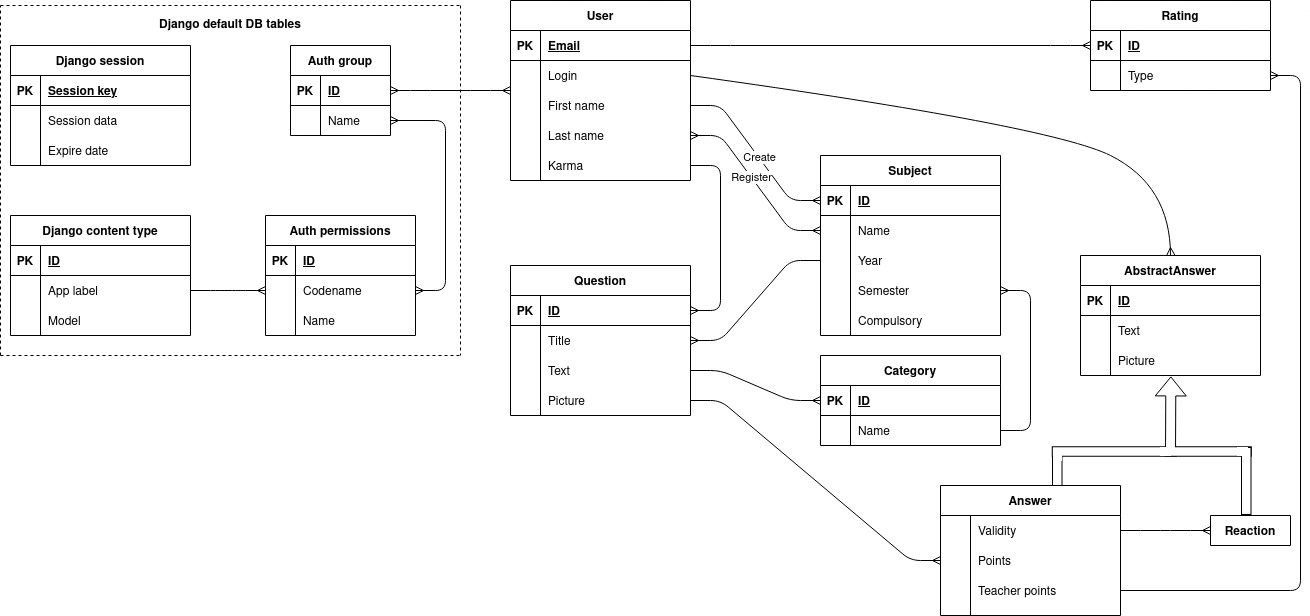 Django default DB tables
Django session
PK Session key
Session data
Expire date
Auth group
PK ID
Name
Django content type
PK ID
App label
Model
Auth permissions
PK ID
Codename
Name
User
PK Email
Login
First name
Last name
Karma
Create
Register
Question
PK ID
Title
Text
Picture
Subject
PK ID
Name
Year
Semester
Compulsory
Category
PK ID
Name
Rating
PK ID
Type
AbstractAnswer
PK ID
Text
Picture
Answer
Validity
Points
Teacher points
Reaction